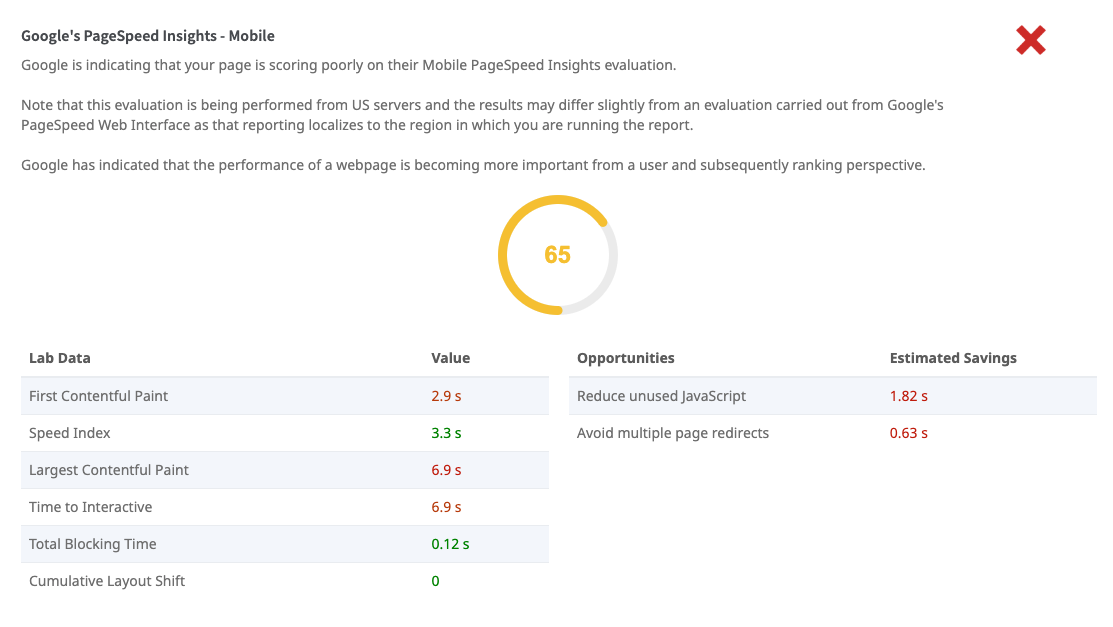 Google's PageSpeed Insights - Mobile
Google is indicating that your page is scoring poorly on their Mobile PageSpeed Insights evaluation.
Note that this evaluation is being performed from US servers and the results may differ slightly from an evaluation carried out from Google's
PageSpeed Web Interface as that reporting localizes to the region in which you are running the report.
Google has indicated that the performance of a webpage is becoming more important from a user and subsequently ranking perspective.
65
Lab Data Value
First Contentful Paint 2.9 s
Speed Index 3.3 s
Largest Contentful Paint 6.9 s
Time to Interactive 6.9 s
Total Blocking Time 0.12 s
Cumulative Layout Shift 0
Opportunities Estimated Savings
Reduce unused JavaScript 1.82 s
Avoid multiple page redirects 0.63 s